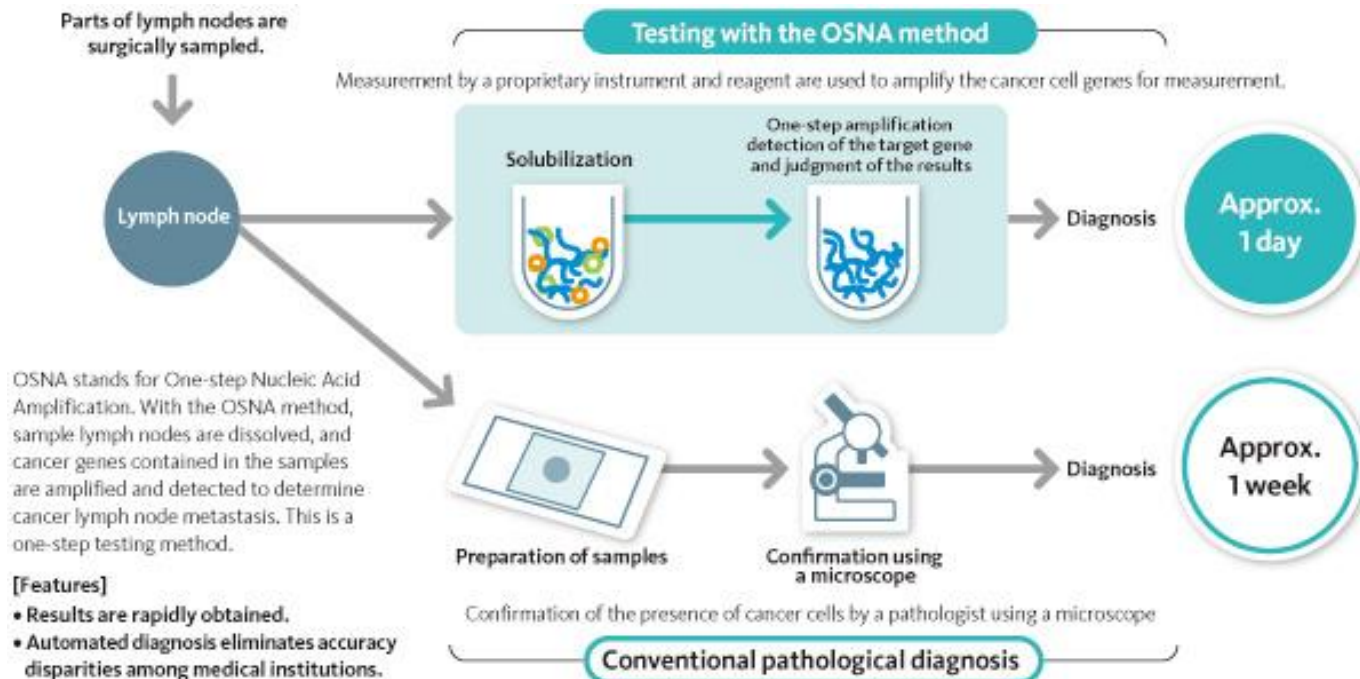 Parts of lymph nodes are
surgically sampled.
Testing with the OSNA method
Measurement by a proprietary instrument and reagent are used to amplify the cancer cell genes for measurement.
Lymph node
Solubilization
One-step amplification
detection of the target gene
and judgment of the results
Diagnosis
Approx.
1 day
OSNA stands for One-step Nucleic Acid
Amplification. With the OSNA method,
sample lymph nodes are dissolved, and
cancer genes contained in the samples
are amplified and detected to determine
cancer lymph node metastasis. This is a
one-step testing method.
[Features]
• Results are rapidly obtained.
• Automated diagnosis eliminates accuracy
disparities among medical institutions.
Preparation of samples
Confirmation using
a microscope
Diagnosis
Approx.
1 week
Confirmation of the presence of cancer cells by a pathologist using a microscope
Conventional pathological diagnosis